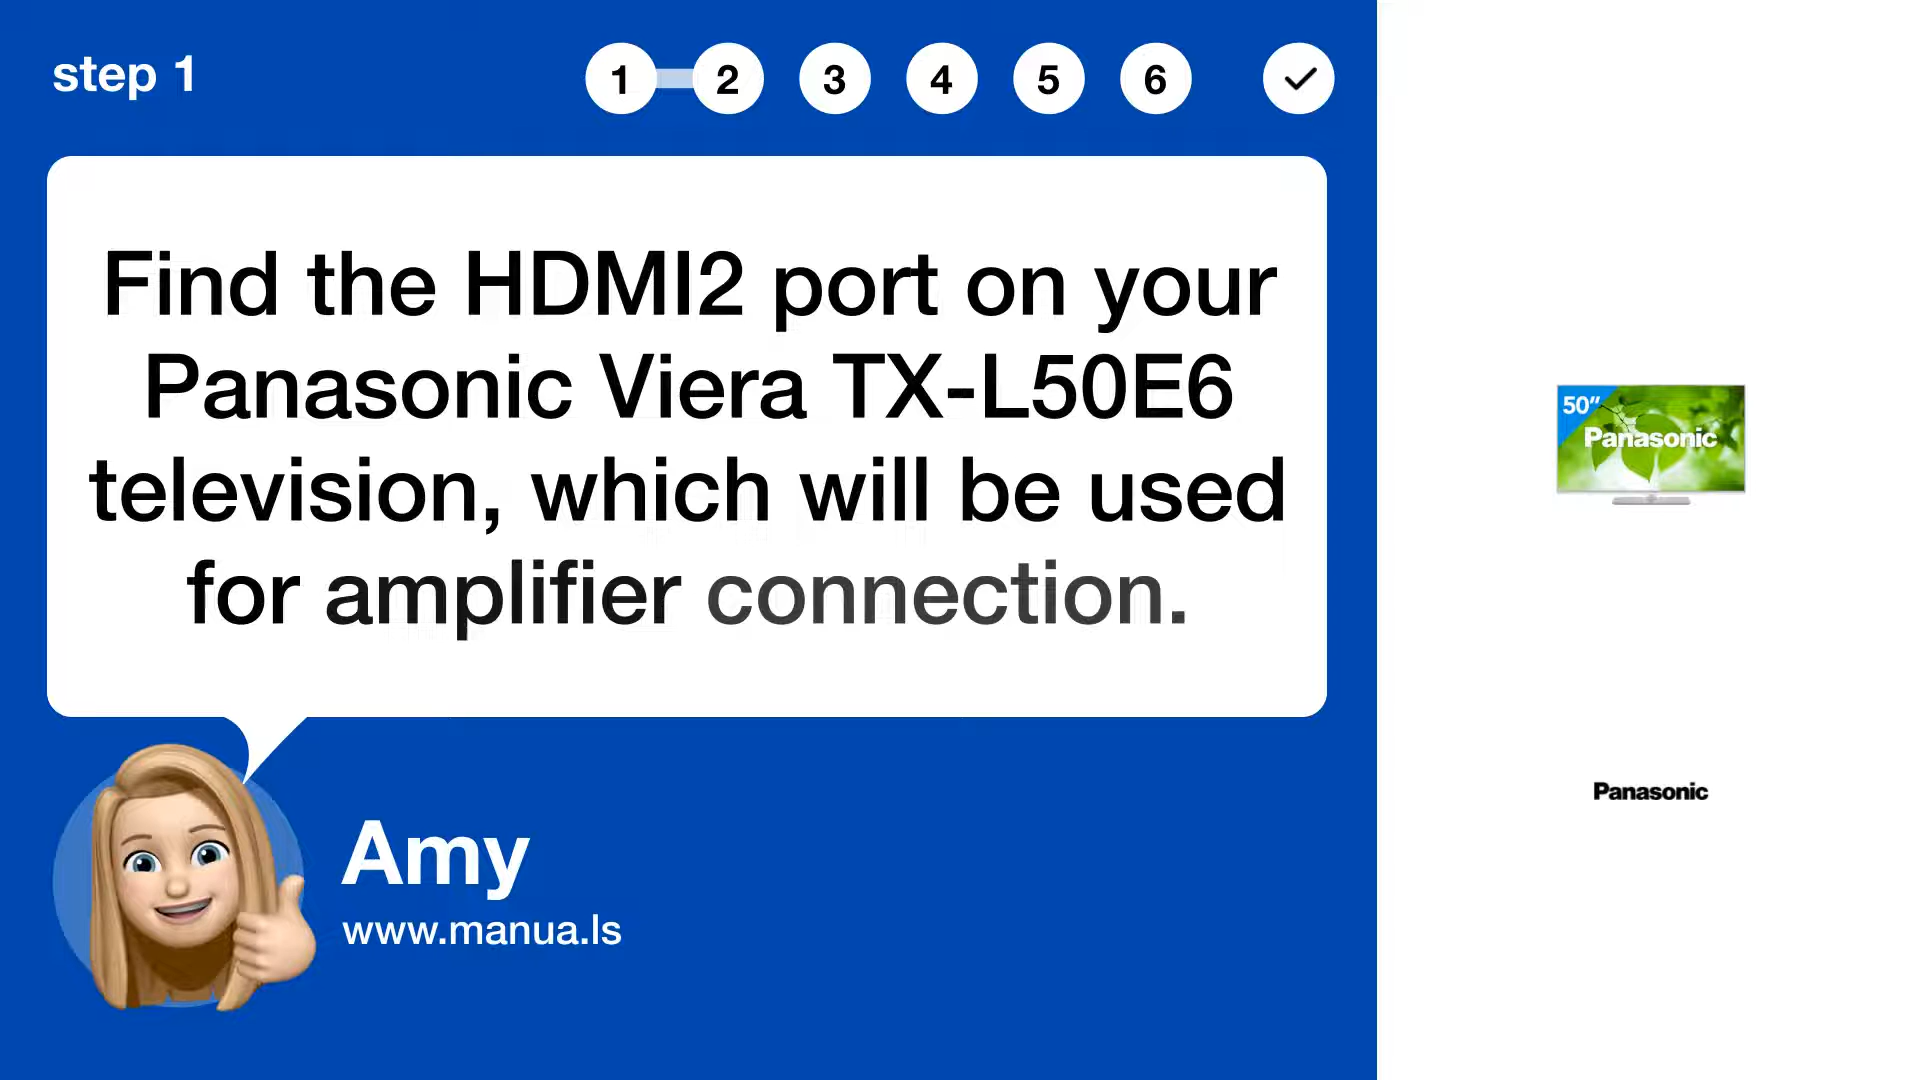 step 1
1 2 3 4 5 6
Find the HDMI2 port on your
Panasonic Viera TX-L50E6
television, which will be used
for amplifier connection.
Amy
www.manua.ls
50"
Panasonic
Panasonic